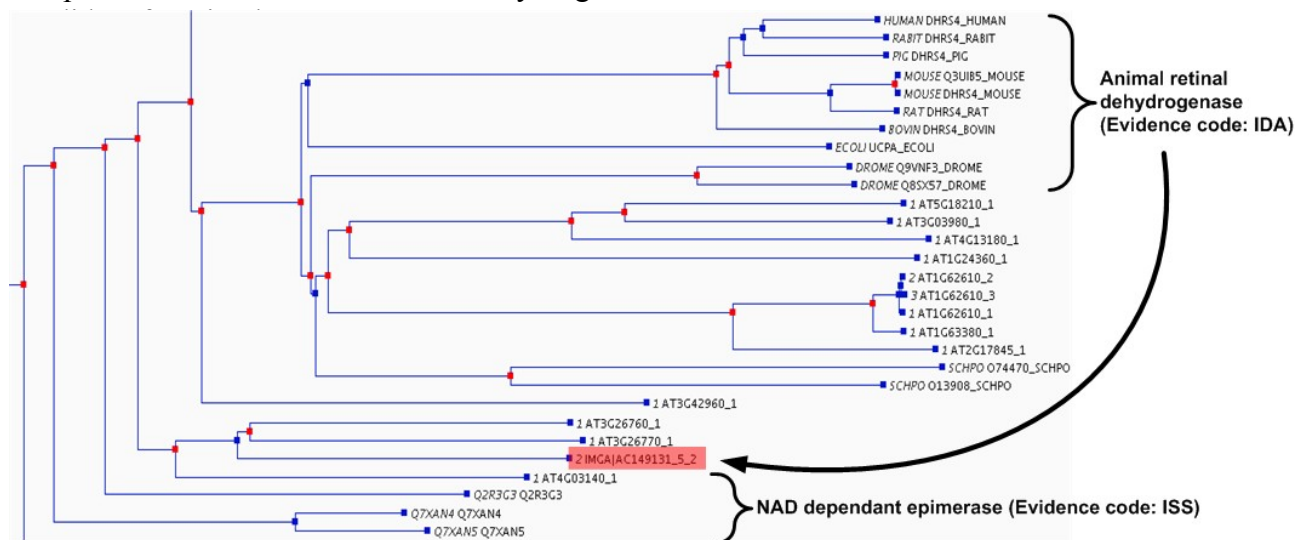 HUMAN DHRS4_HUMAN
RABIT DHRS4_RABIT
PIG DHRS4_PIG
MOUSE Q3UIB5_MOUSE
MOUSE DHRS4_MOUSE
RAT DHRS4_RAT
BOVIN DHRS4_BOVIN
ECOLI UCPA_ECOLI
DROME Q9VNF3_DROME
DROME Q8SX57_DROME
Animal retinal
dehydrogenase
(Evidence code: IDA)
1 AT5G18210_1
1 AT3G03980_1
1 AT4G13180_1
1 AT1G24360_1
2 AT1G62610_2
3 AT1G62610_3
1 AT1G62610_1
1 AT1G63380_1
1 AT2G17845_1
SCHPO O74470_SCHPO
SCHPO O13908_SCHPO
1 AT3G42960_1
1 AT3G26760_1
1 AT3G26770_1
2 IMGA|AC149131_5_2
1 AT4G03140_1
Q2R3G3 Q2R3G3
Q7XAN4 Q7XAN4
Q7XAN5 Q7XAN5
NAD dependant epimerase (Evidence code: ISS)